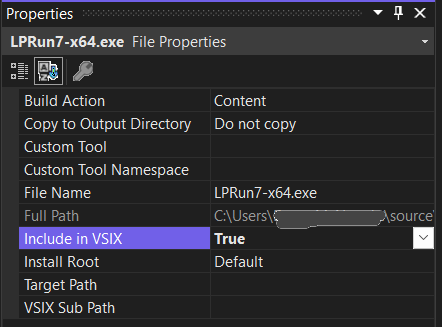 Properties
LPRun7-x64.exe File Properties
Build Action Content
Copy to Output Directory Do not copy
Custom Tool
Custom Tool Namespace
File Name LPRun7-x64.exe
Full Path C:\Users\ \source\
Include in VSIX True
Install Root Default
Target Path
VSIX Sub Path